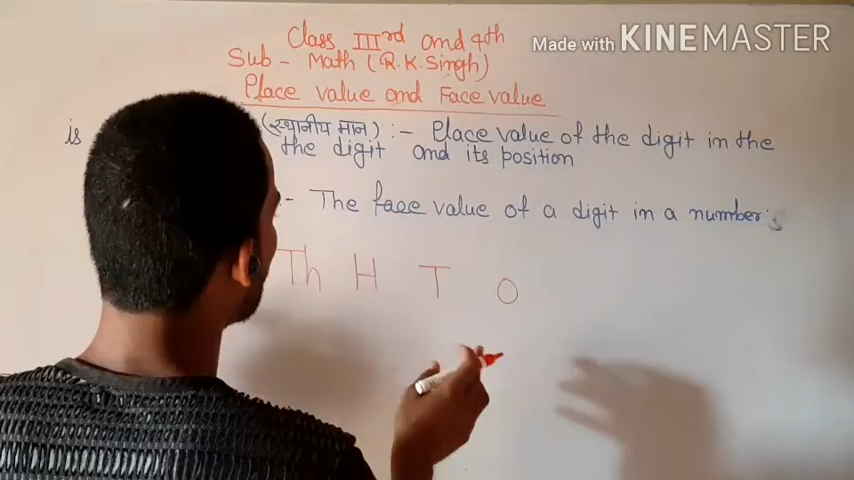 Class IIIrd and 4th
Made with KINEMASTER
Sub - Math (R.K.Singh)
Place value and Face value
(स्थानीय मान) :- Place value of the digit in the
is the digit and its position
:- The face value of a digit in a number
Th H T O